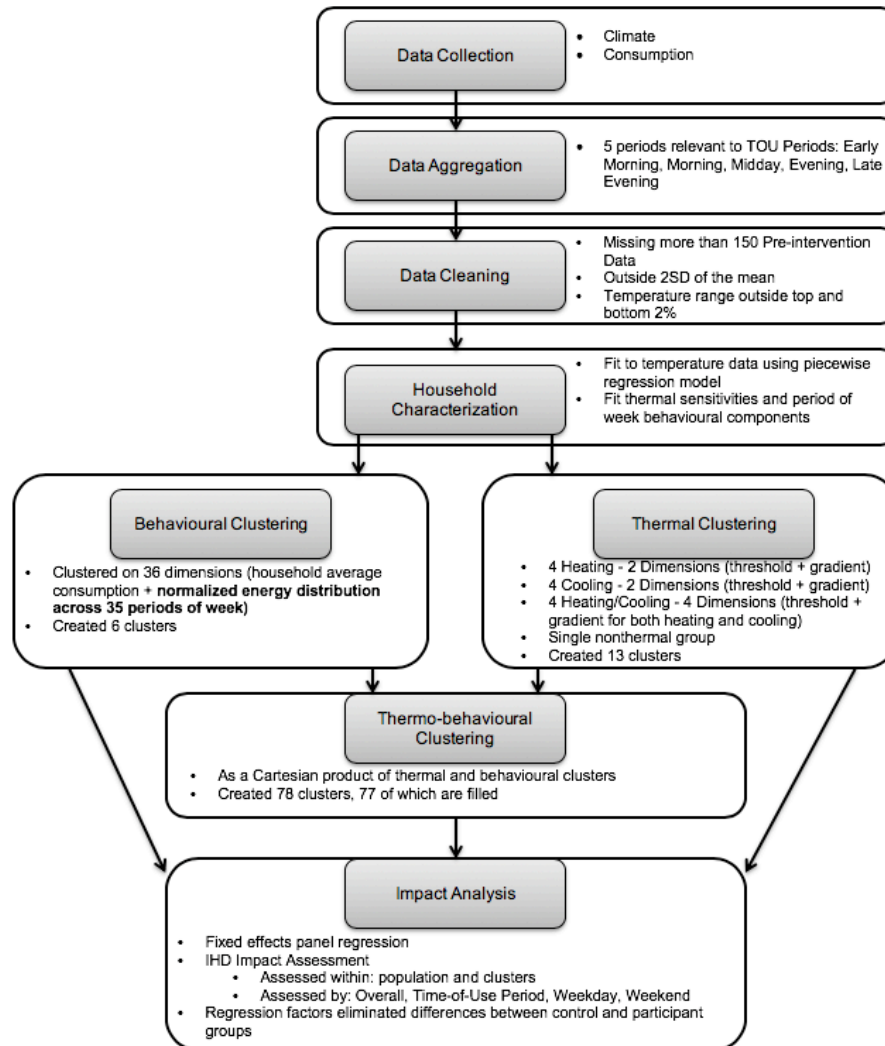 Data Collection
• Climate
• Consumption
Data Aggregation
• 5 periods relevant to TOU Periods: Early
Morning, Morning, Midday, Evening, Late
Evening
Data Cleaning
• Missing more than 150 Pre-intervention
Data
• Outside 2SD of the mean
• Temperature range outside top and
bottom 2%
Household
Characterization
• Fit to temperature data using piecewise
regression model
• Fit thermal sensitivities and period of
week behavioural components
Behavioural Clustering
• Clustered on 36 dimensions (household average
consumption + normalized energy distribution
across 35 periods of week)
• Created 6 clusters
Thermal Clustering
• 4 Heating - 2 Dimensions (threshold + gradient)
• 4 Cooling - 2 Dimensions (threshold + gradient)
• 4 Heating/Cooling - 4 Dimensions (threshold +
gradient for both heating and cooling)
• Single nonthermal group
• Created 13 clusters
Thermo-behavioural
Clustering
• As a Cartesian product of thermal and behavioural clusters
• Created 78 clusters, 77 of which are filled
Impact Analysis
• Fixed effects panel regression
• IHD Impact Assessment
• Assessed within: population and clusters
• Assessed by: Overall, Time-of-Use Period, Weekday, Weekend
• Regression factors eliminated differences between control and participant
groups